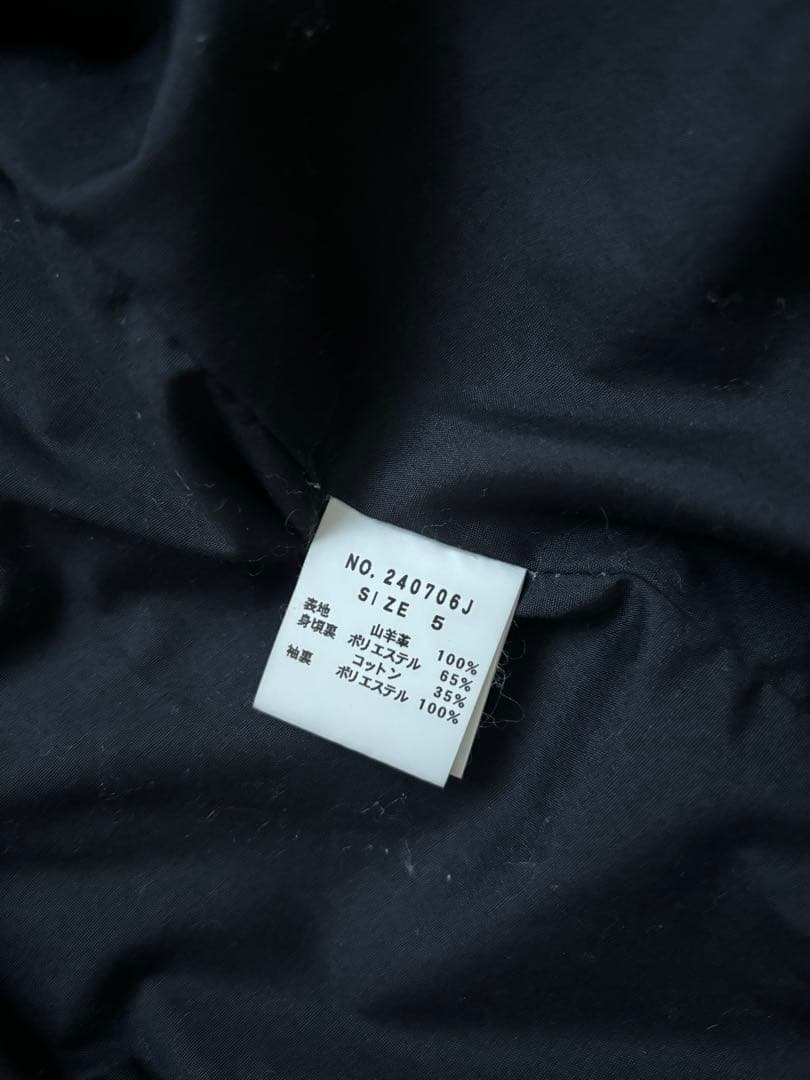 NO. 240706J
SIZE 5
表地 山羊革 100%
身頃裏 ポリエステル 65%
コットン 35%
袖裏 ポリエステル 100%